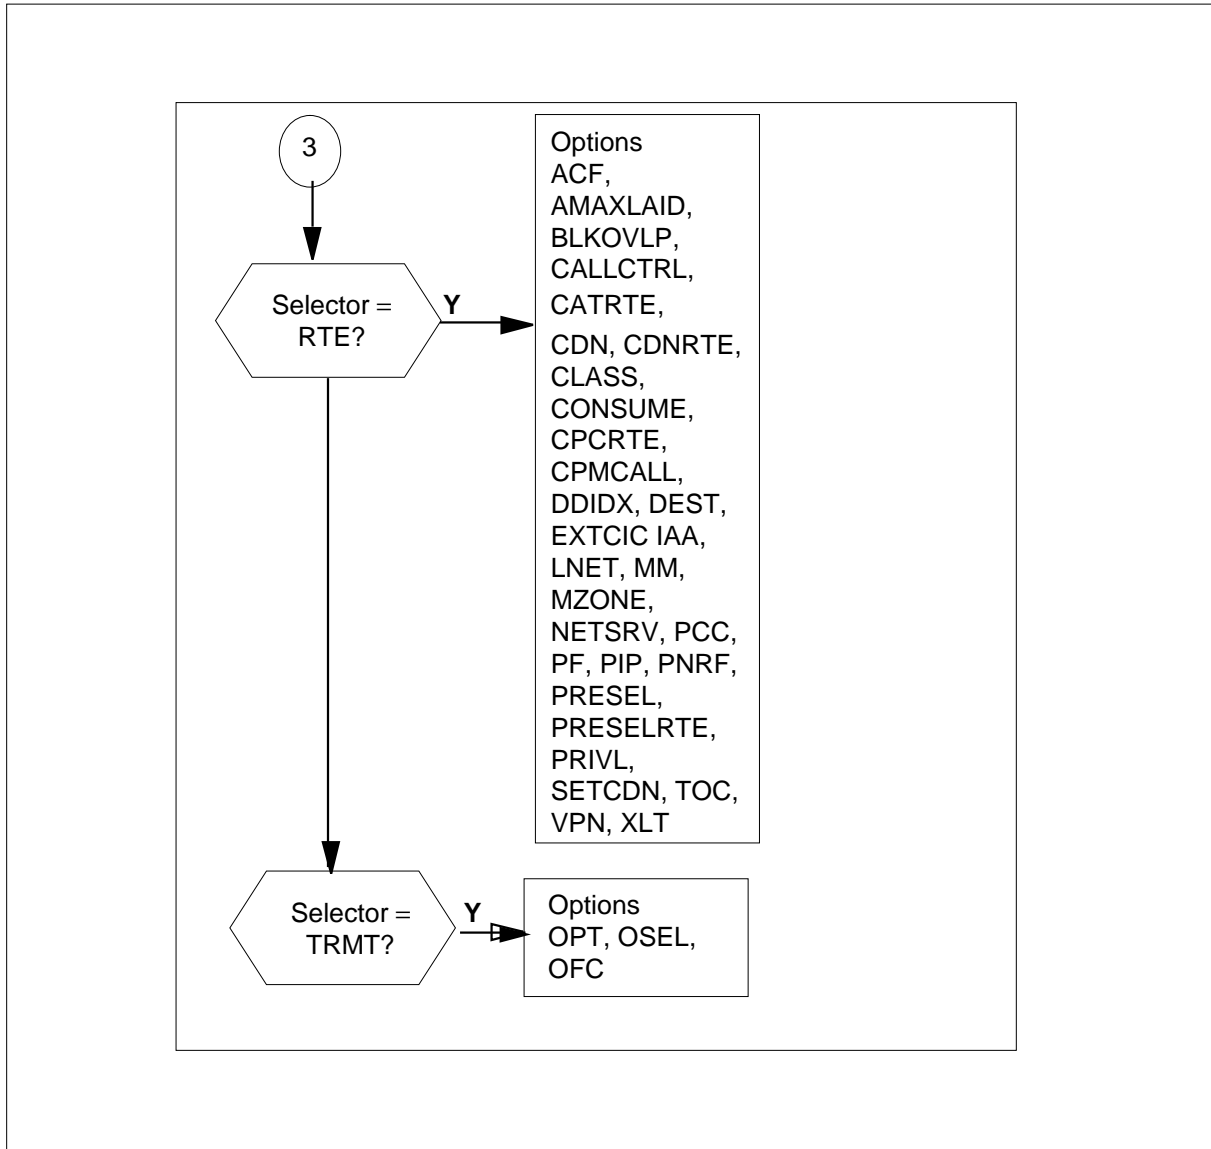 3
Selector =
RTE?
Y
Options
ACF,
AMAXLAID,
BLKOVLP,
CALLCTRL,
CATRTE,
CDN, CDNRTE,
CLASS,
CONSUME,
CPCRTE,
CPMCALL,
DDIDX, DEST,
EXTCIC IAA,
LNET, MM,
MZONE,
NETSRV, PCC,
PF, PIP, PNRF,
PRESEL,
PRESELRTE,
PRIVL,
SETCDN, TOC,
VPN, XLT
Selector =
TRMT?
Y
Options
OPT, OSEL,
OFC